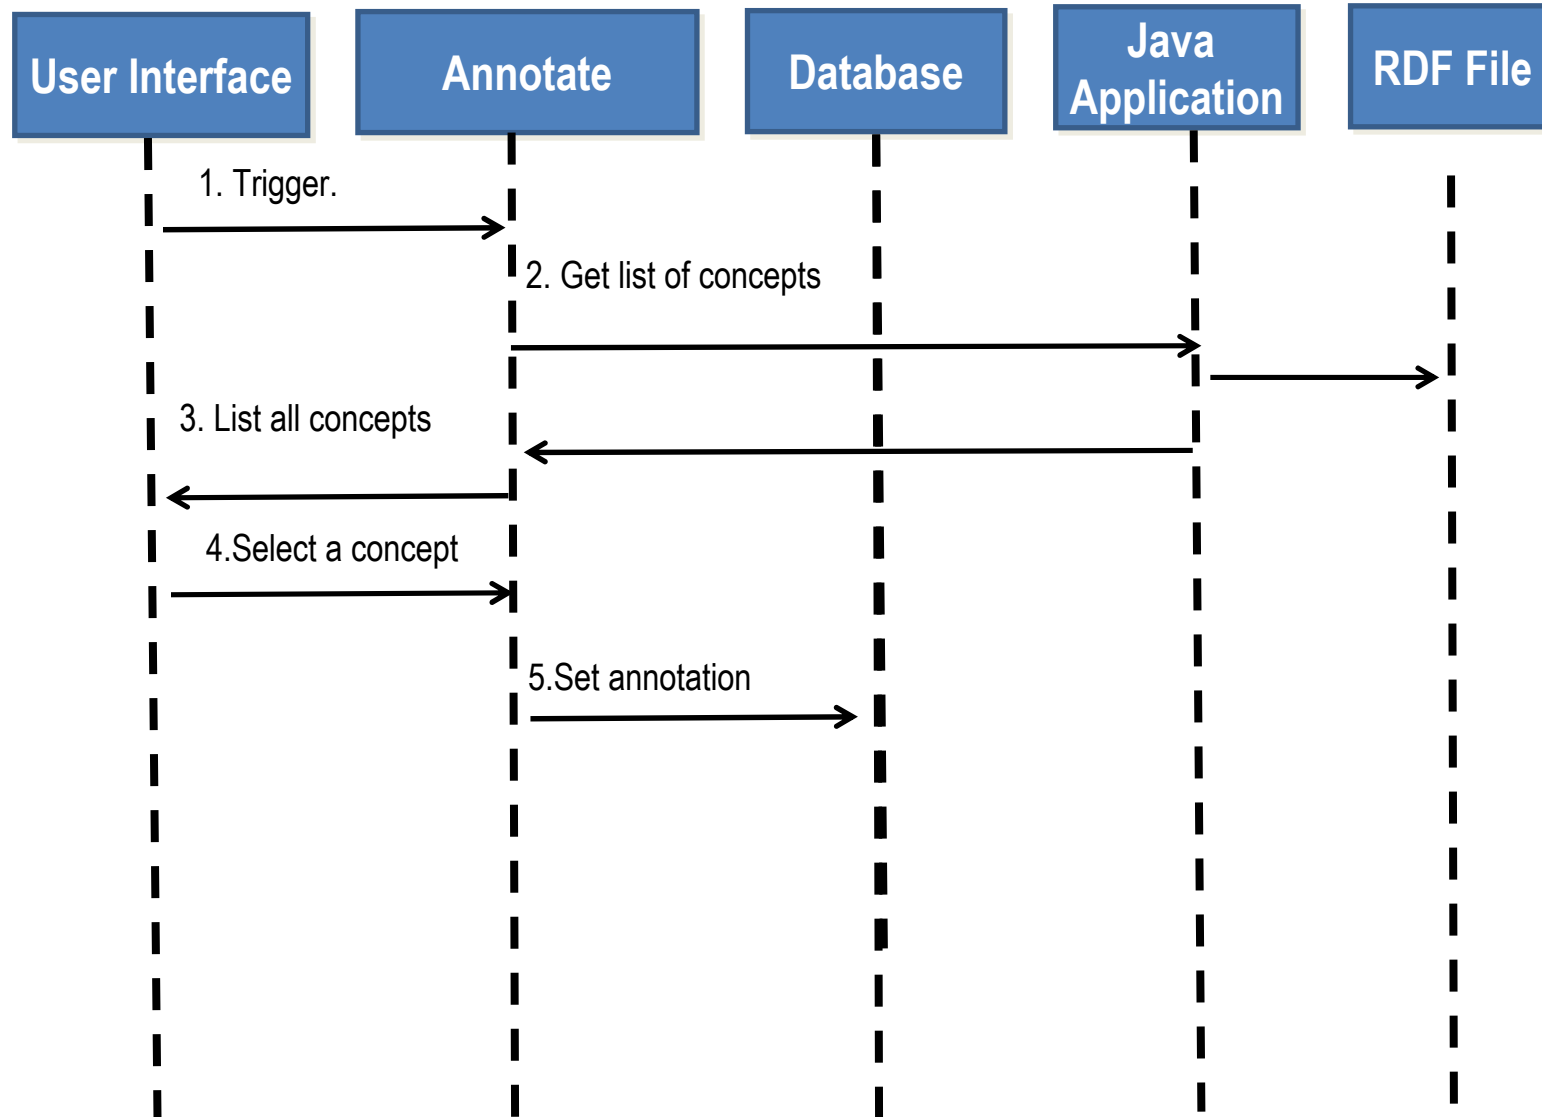 User Interface
Annotate
Database
Java
Application
RDF File
1. Trigger.
2. Get list of concepts
3. List all concepts
4.Select a concept
5.Set annotation